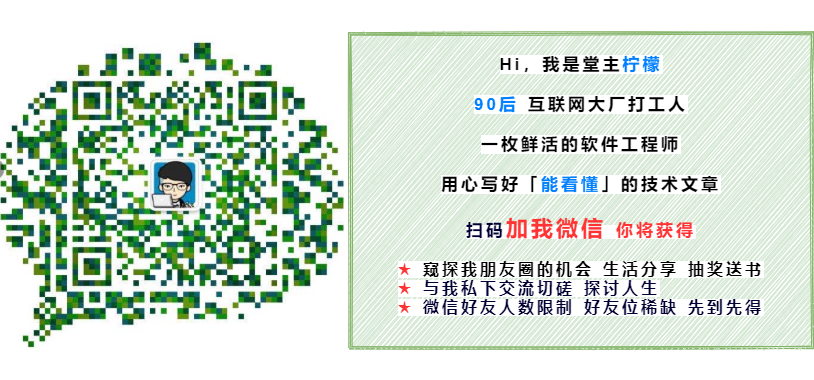 Hi，我是堂主柠檬
90后 互联网大厂打工人
一枚鲜活的软件工程师
用心写好「能看懂」的技术文章
扫码加我微信 你将获得
★ 窥探我朋友圈的机会 生活分享 抽奖送书
★ 与我私下交流切磋 探讨人生
★ 微信好友人数限制 好友位稀缺 先到先得